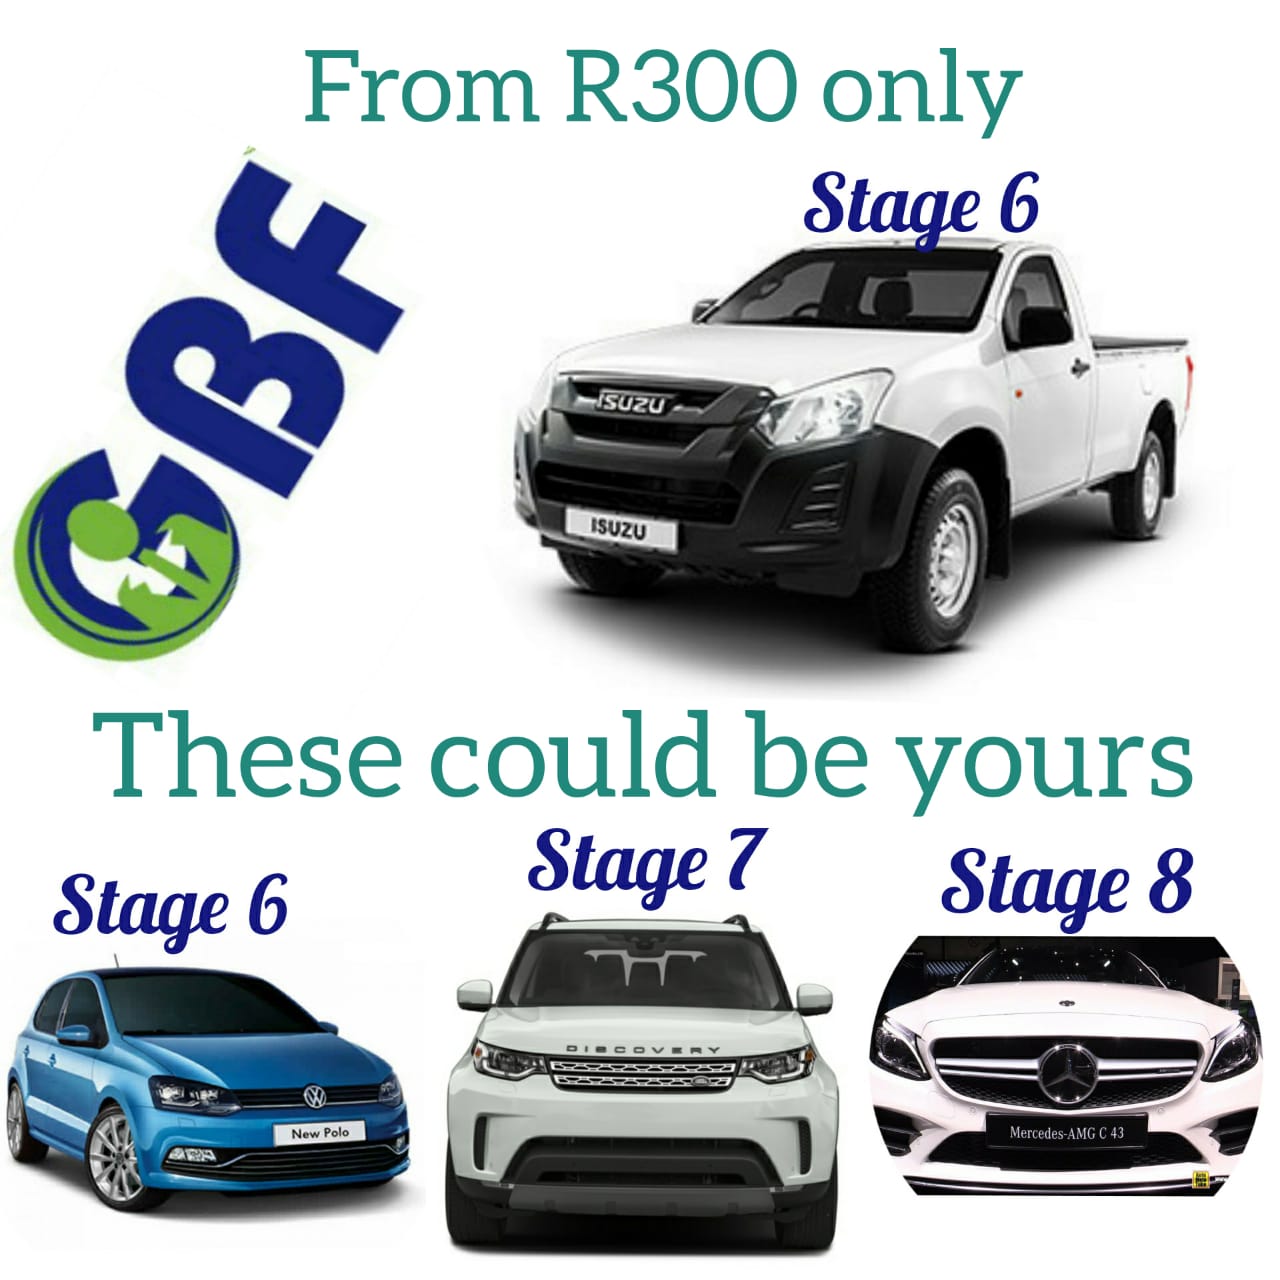 From R300 only
GBF
Stage 6
ISUZU
ISUZU
These could be yours
Stage 6
Stage 7
Stage 8
DISCOVERY
New Polo
Mercedes-AMG C 43